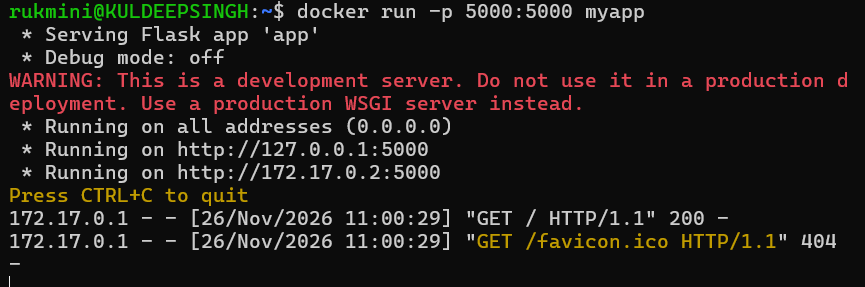 rukmini@KULDEEPSINGH:~$ docker run -p 5000:5000 myapp
 * Serving Flask app 'app'
 * Debug mode: off
WARNING: This is a development server. Do not use it in a production d
eployment. Use a production WSGI server instead.
 * Running on all addresses (0.0.0.0)
 * Running on http://127.0.0.1:5000
 * Running on http://172.17.0.2:5000
Press CTRL+C to quit
172.17.0.1 - - [26/Nov/2026 11:00:29] "GET / HTTP/1.1" 200 -
172.17.0.1 - - [26/Nov/2026 11:00:29] "GET /favicon.ico HTTP/1.1" 404
-